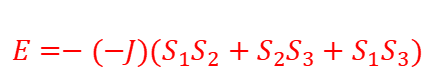 E = − (−J)(S₁S₂ + S₂S₃ + S₁S₃)